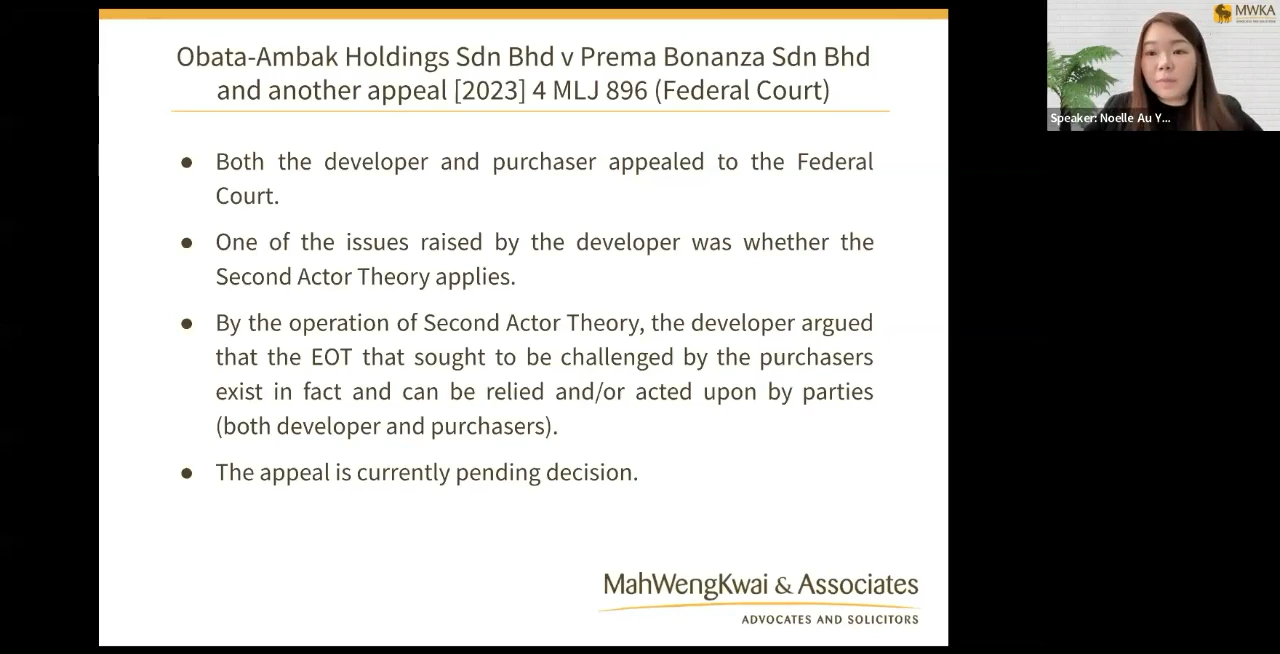 Obata-Ambak Holdings Sdn Bhd v Prema Bonanza Sdn Bhd
and another appeal [2023] 4 MLJ 896 (Federal Court)
● Both the developer and purchaser appealed to the Federal
Court.
● One of the issues raised by the developer was whether the
Second Actor Theory applies.
● By the operation of Second Actor Theory, the developer argued
that the EOT that sought to be challenged by the purchasers
exist in fact and can be relied and/or acted upon by parties
(both developer and purchasers).
● The appeal is currently pending decision.
MahWengKwai & Associates
ADVOCATES AND SOLICITORS
MWKA
Speaker: Noelle Au Y...